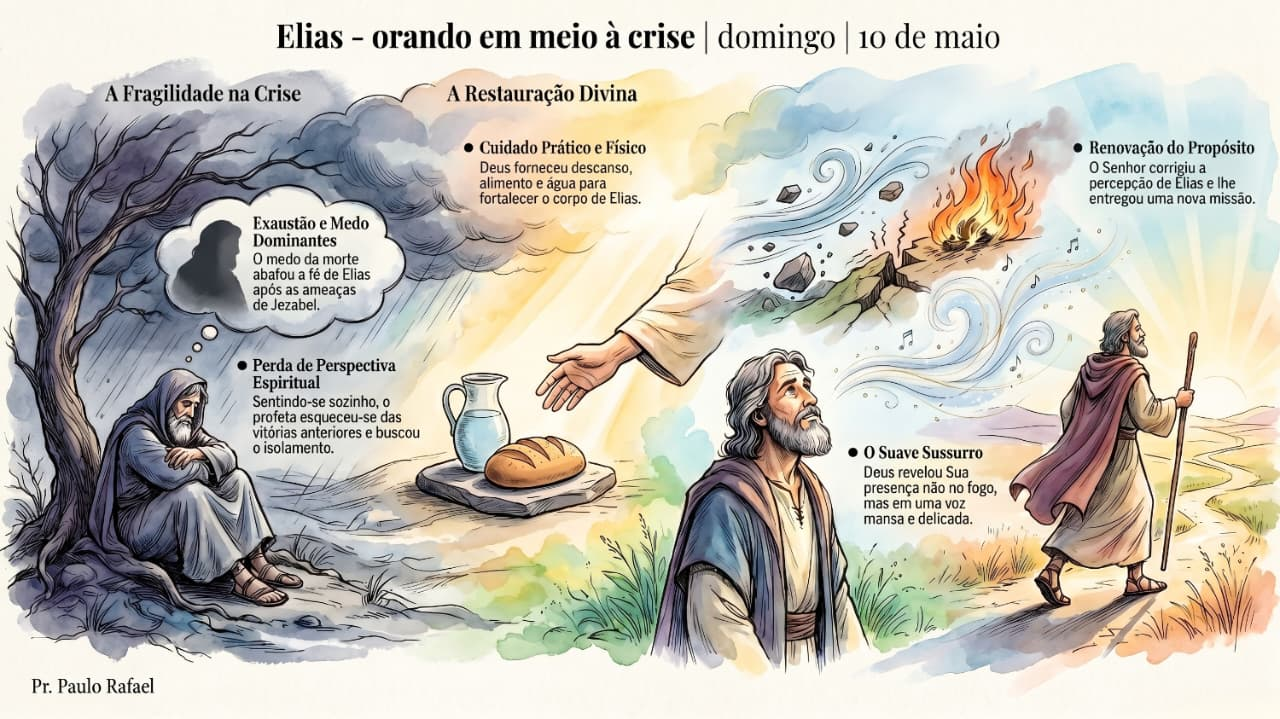 Elias - orando em meio à crise | domingo | 10 de maio
A Fragilidade na Crise
Exaustão e Medo
Dominantes
O medo da morte
abafou a fé de Elias
após as ameaças
de Jezabel.
● Perda de Perspectiva
Espiritual
Sentindo-se sozinho, o
profeta esqueceu-se das
vitórias anteriores e buscou
o isolamento.
A Restauração Divina
● Cuidado Prático e Físico
Deus forneceu descanso,
alimento e água para
fortalecer o corpo de Elias.
● O Suave Sussurro
Deus revelou Sua
presença não no fogo,
mas em uma voz
mansa e delicada.
● Renovação do Propósito
O Senhor corrigiu a
percepção de Elias e lhe
entregou uma nova missão.
Pr. Paulo Rafael